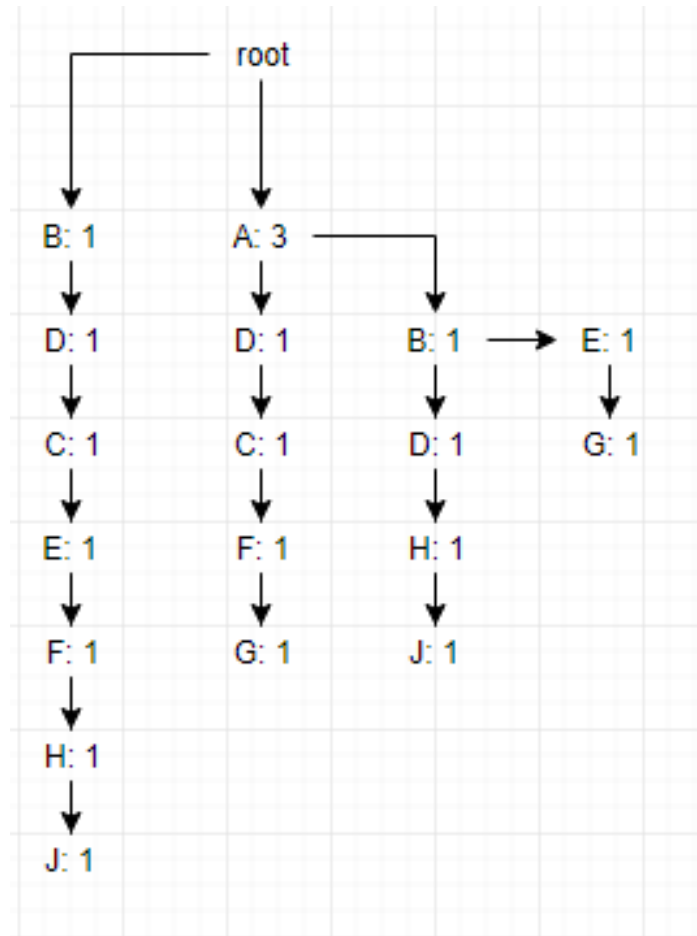 root
B: 1 A: 3
D: 1 D: 1 B: 1 E: 1
C: 1 C: 1 D: 1 G: 1
E: 1 F: 1 H: 1
F: 1 G: 1 J: 1
H: 1
J: 1